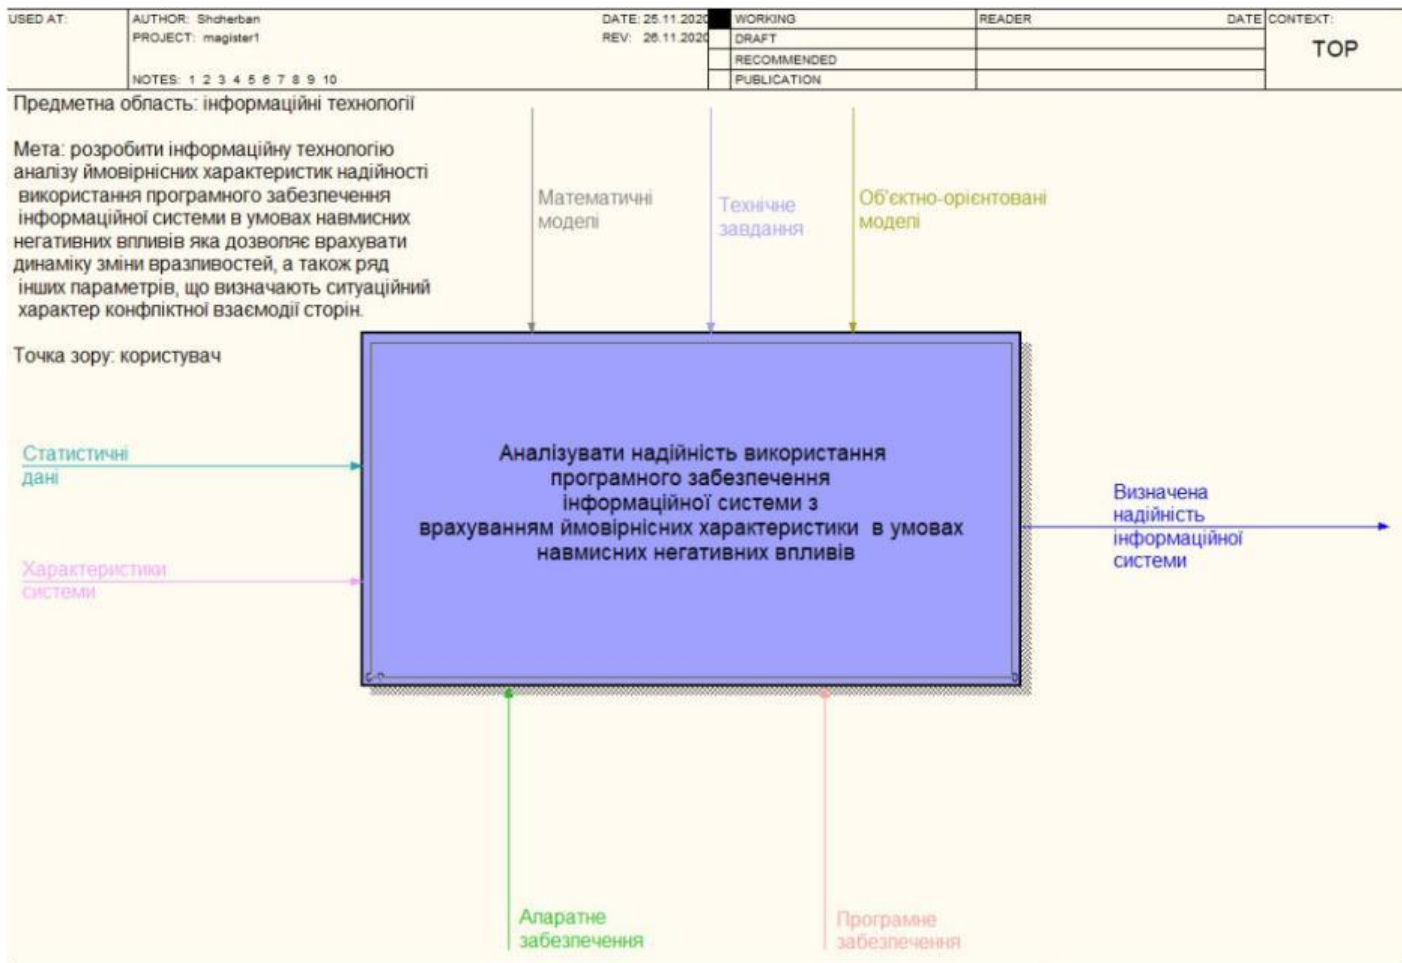 USED AT:
AUTHOR: Shcherban
DATE: 25.11.2020
WORKING
READER
DATE
CONTEXT:
PROJECT: magister1
REV: 26.11.2020
DRAFT
TOP
RECOMMENDED
NOTES: 1 2 3 4 5 6 7 8 9 10
PUBLICATION
Предметна область: інформаційні технології
Мета: розробити інформаційну технологію
аналізу ймовірнісних характеристик надійності
використання програмного забезпечення
інформаційної системи в умовах навмисних
негативних впливів яка дозволяє врахувати
динаміку зміни вразливостей, а також ряд
інших параметрів, що визначають ситуаційний
характер конфліктної взаємодії сторін.
Точка зору: користувач
Математичні
моделі
Технічне
завдання
Об'єктно-орієнтовані
моделі
Статистичні
дані
Характеристики
системи
Аналізувати надійність використання
програмного забезпечення
інформаційної системи з
врахуванням ймовірнісних характеристики в умовах
навмисних негативних впливів
Визначена
надійність
інформаційної
системи
Апаратне
забезпечення
Програмне
забезпечення